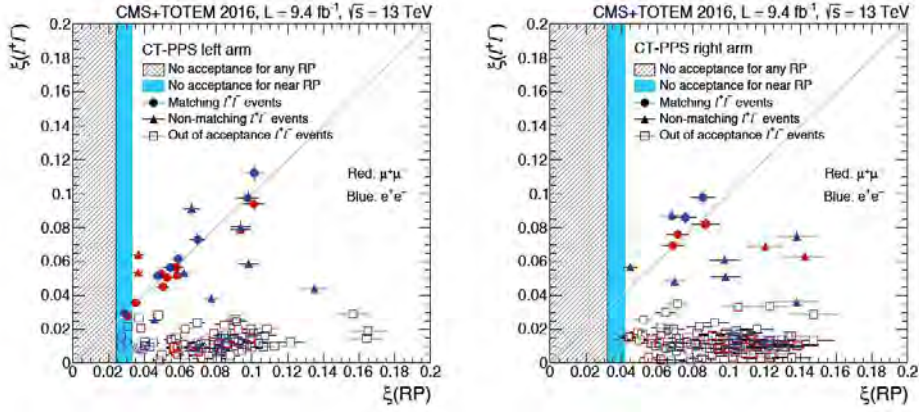 CMS+TOTEM 2016, L = 9.4 fb⁻¹, √s = 13 TeV
ξ(l⁺l⁻)
0.2
0.18
0.16
0.14
0.12
0.1
0.08
0.06
0.04
0.02
0
CT-PPS left arm
No acceptance for any RP
No acceptance for near RP
Matching l⁺l⁻ events
Non-matching l⁺l⁻ events
Out of acceptance l⁺l⁻ events
Red: μ⁺μ⁻
Blue: e⁺e⁻
0 0.02 0.04 0.06 0.08 0.1 0.12 0.14 0.16 0.18 0.2
ξ(RP)
CMS+TOTEM 2016, L = 9.4 fb⁻¹, √s = 13 TeV
ξ(l⁺l⁻)
0.2
0.18
0.16
0.14
0.12
0.1
0.08
0.06
0.04
0.02
0
CT-PPS right arm
No acceptance for any RP
No acceptance for near RP
Matching l⁺l⁻ events
Non-matching l⁺l⁻ events
Out of acceptance l⁺l⁻ events
Red: μ⁺μ⁻
Blue: e⁺e⁻
0 0.02 0.04 0.06 0.08 0.1 0.12 0.14 0.16 0.18 0.2
ξ(RP)